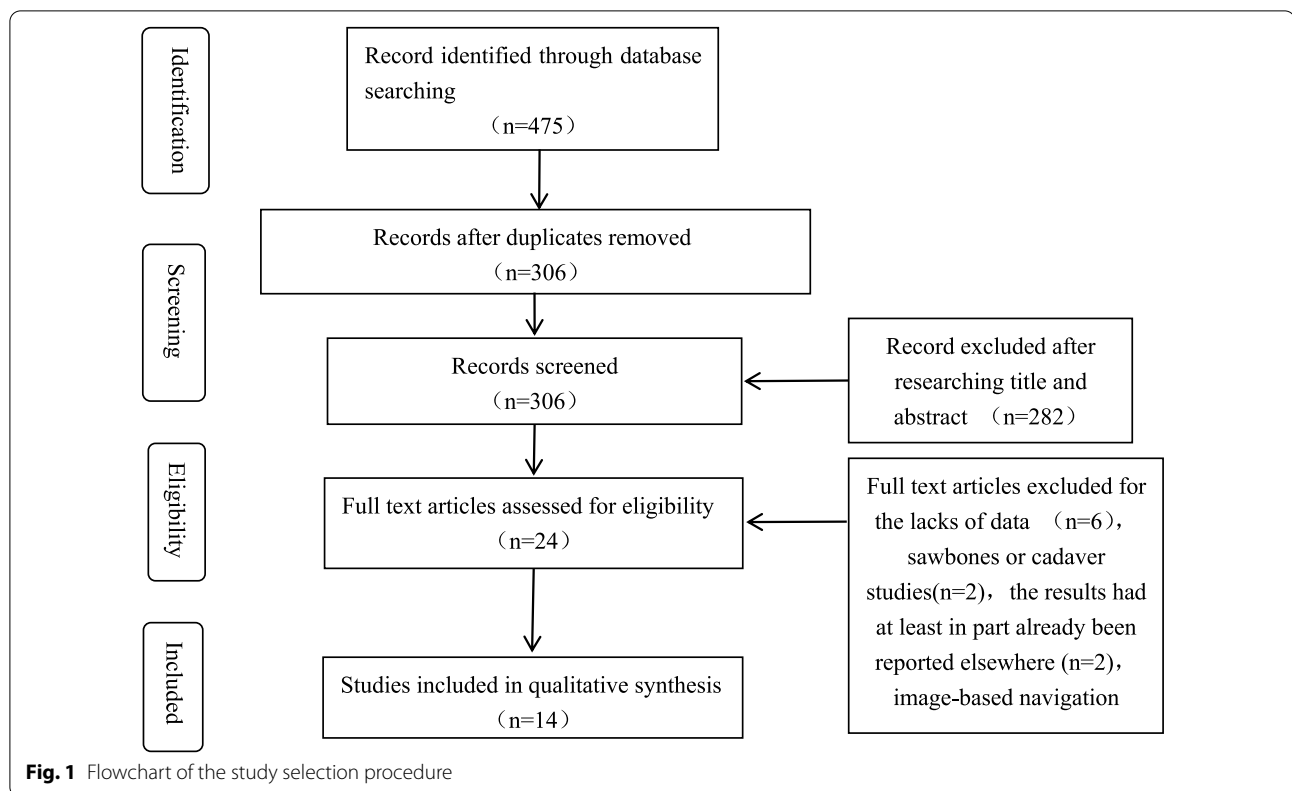 Identification
Record identified through database
searching
（n=475）
Records after duplicates removed
（n=306）
Screening
Records screened
（n=306）
Record excluded after
researching title and
abstract （n=282）
Eligibility
Full text articles assessed for eligibility
（n=24）
Full text articles excluded for
the lacks of data （n=6），
sawbones or cadaver
studies(n=2)，the results had
at least in part already been
reported elsewhere (n=2)，
image-based navigation
Included
Studies included in qualitative synthesis
（n=14）
Fig. 1 Flowchart of the study selection procedure